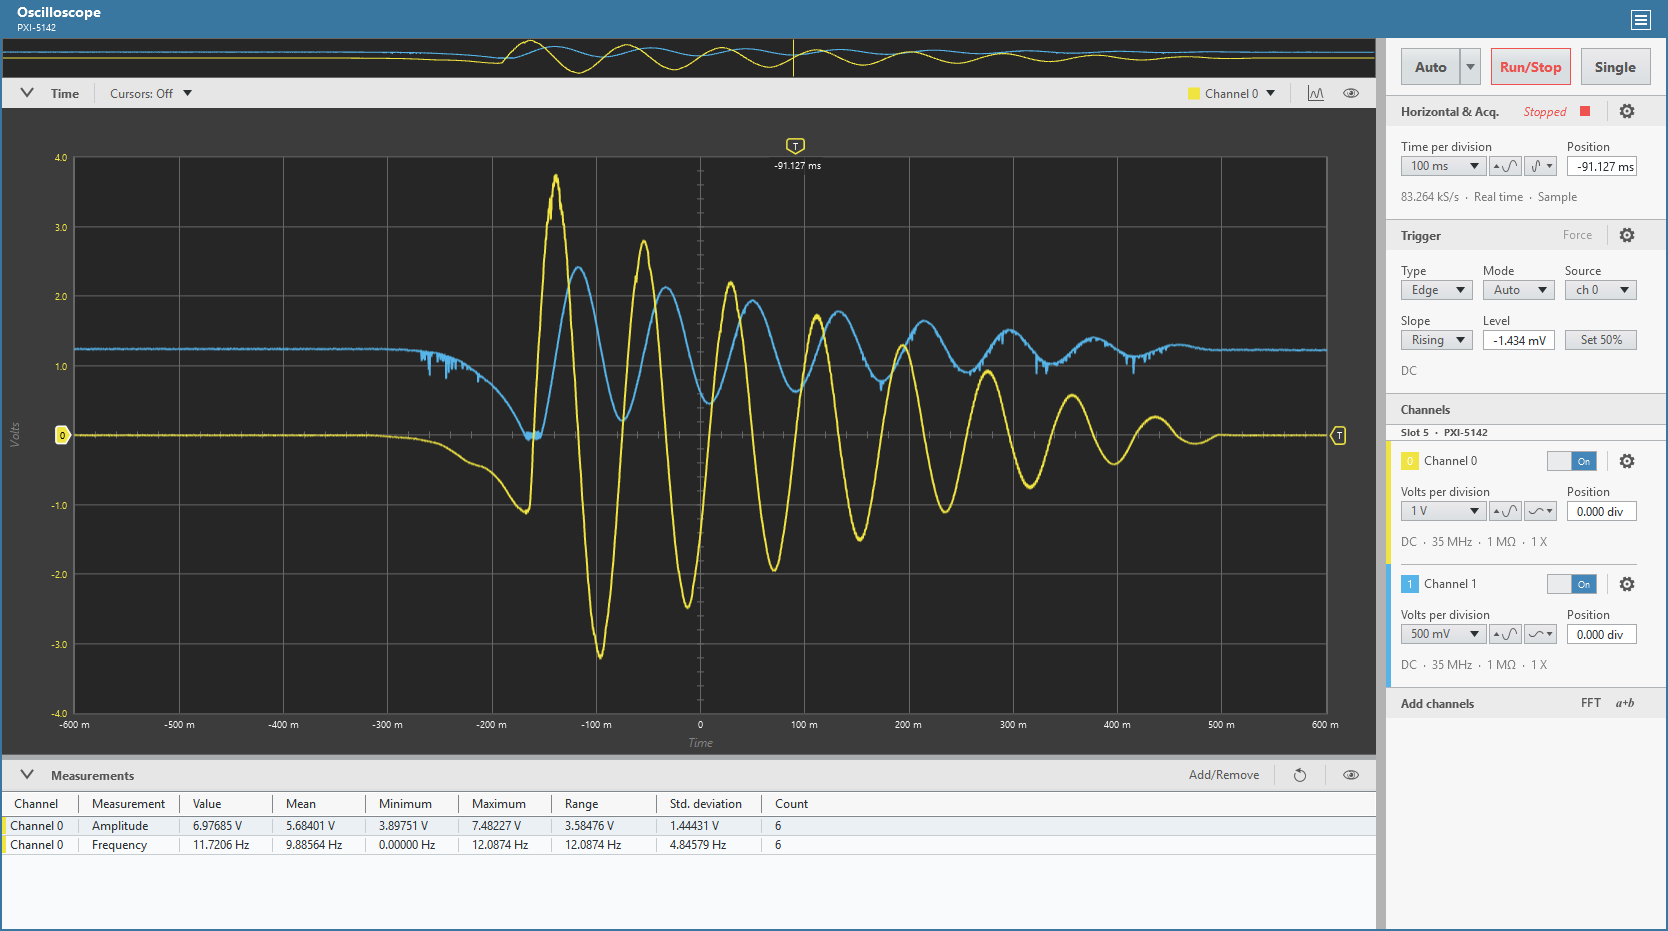 Oscilloscope
PXI-5142
Time Cursors: Off Channel 0
T
-91.127 ms
4.0
3.0
2.0
1.0
0
-1.0
-2.0
-3.0
-4.0
Volts
T
-600 m -500 m -400 m -300 m -200 m -100 m 0 100 m 200 m 300 m 400 m 500 m 600 m
Time
Measurements Add/Remove
Channel Measurement Value Mean Minimum Maximum Range Std. deviation Count
Channel 0 Amplitude 6.97685 V 5.68401 V 3.89751 V 7.48227 V 3.58476 V 1.44431 V 6
Channel 0 Frequency 11.7206 Hz 9.88564 Hz 0.00000 Hz 12.0874 Hz 12.0874 Hz 4.84579 Hz 6
Auto Run/Stop Single
Horizontal & Acq. Stopped
Time per division Position
100 ms -91.127 ms
83.264 kS/s · Real time · Sample
Trigger Force
Type Mode Source
Edge Auto ch 0
Slope Level
Rising -1.434 mV Set 50%
DC
Channels
Slot 5 · PXI-5142
0 Channel 0 On
Volts per division Position
1 V 0.000 div
DC · 35 MHz · 1 MΩ · 1 X
1 Channel 1 On
Volts per division Position
500 mV 0.000 div
DC · 35 MHz · 1 MΩ · 1 X
Add channels FFT a+b